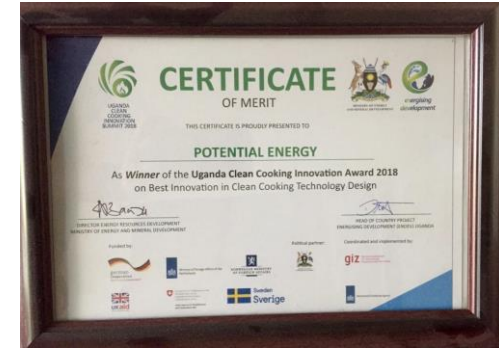 UGANDA
CLEAN
COOKING
INNOVATION
SUMMIT 2018
CERTIFICATE
OF MERIT
energising
development
THIS CERTIFICATE IS PROUDLY PRESENTED TO
POTENTIAL ENERGY
As Winner of the Uganda Clean Cooking Innovation Award 2018
on Best Innovation in Clean Cooking Technology Design
DIRECTOR ENERGY RESOURCES DEVELOPMENT
MINISTRY OF ENERGY AND MINERAL DEVELOPMENT
HEAD OF COUNTRY PROJECT
ENERGISING DEVELOPMENT (ENDEV) UGANDA
Funded by:
Political partner:
Coordinated and implemented by:
german
giz
ukaid
Sweden
Sverige